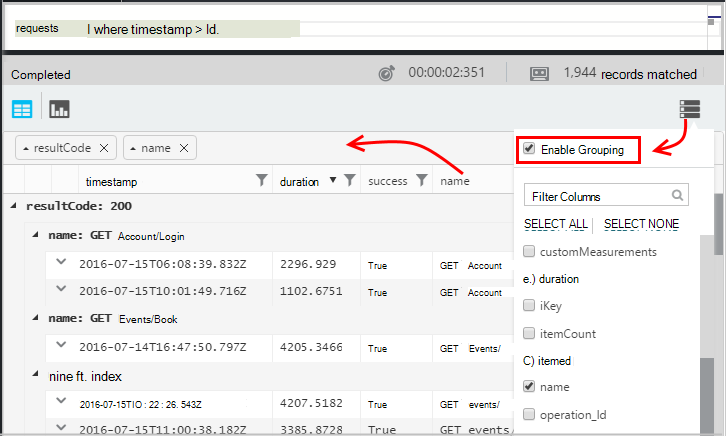 requests | where timestamp > Id.
Completed 00:00:02:351 1,944 records matched
resultCode × name ×
Enable Grouping
timestamp duration success name
Filter Columns
resultCode: 200
SELECT ALL SELECT NONE
name: GET Account/Login
customMeasurements
2016-07-15T06:08:39.832Z 2296.929 True GET Account
e.) duration
2016-07-15T10:01:49.716Z 1102.6751 True GET Account
iKey
name: GET Events/Book
itemCount
2016-07-14T16:47:50.797Z 4205.3466 True GET Events/
C) itemed
nine ft. index
name
2016-07-15TIO : 22 : 26. 543Z 4207.5182 True GET events/
operation_Id
2016-07-15T11:00:38.182Z 3385.8728 True GET events/